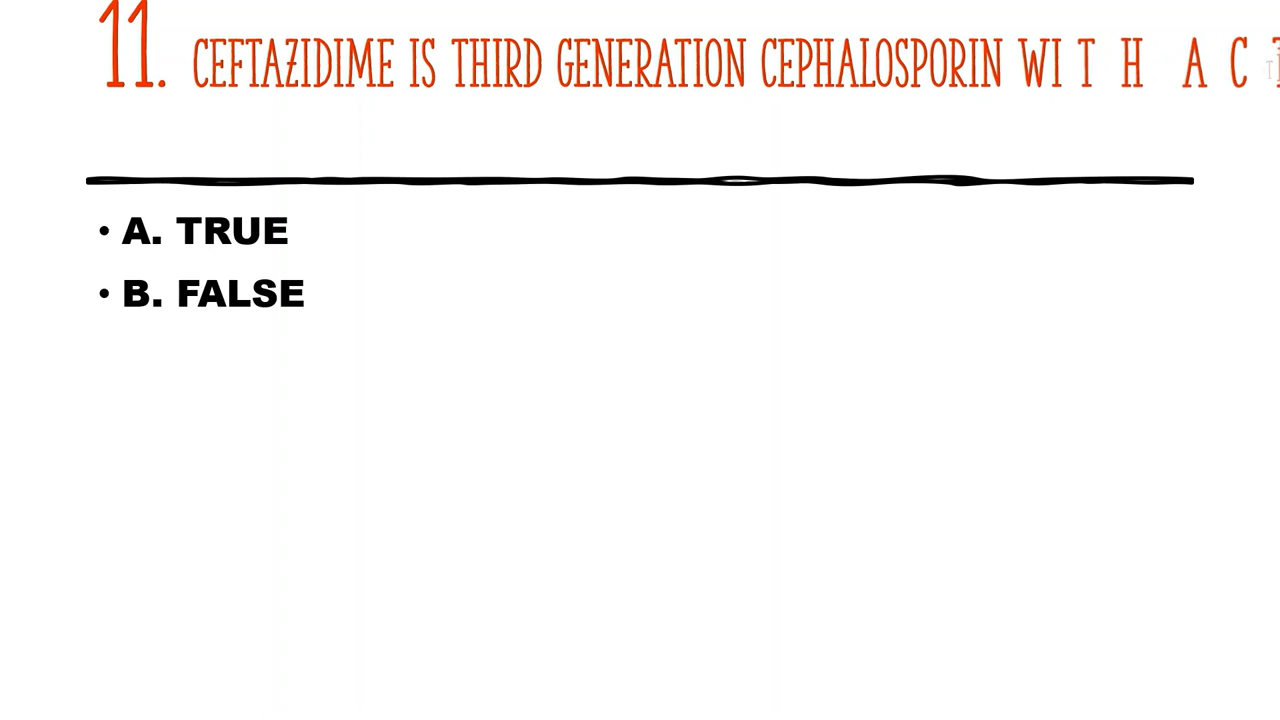 11. CEFTAZIDIME IS THIRD GENERATION CEPHALOSPORIN WI T H A C
• A. TRUE
• B. FALSE